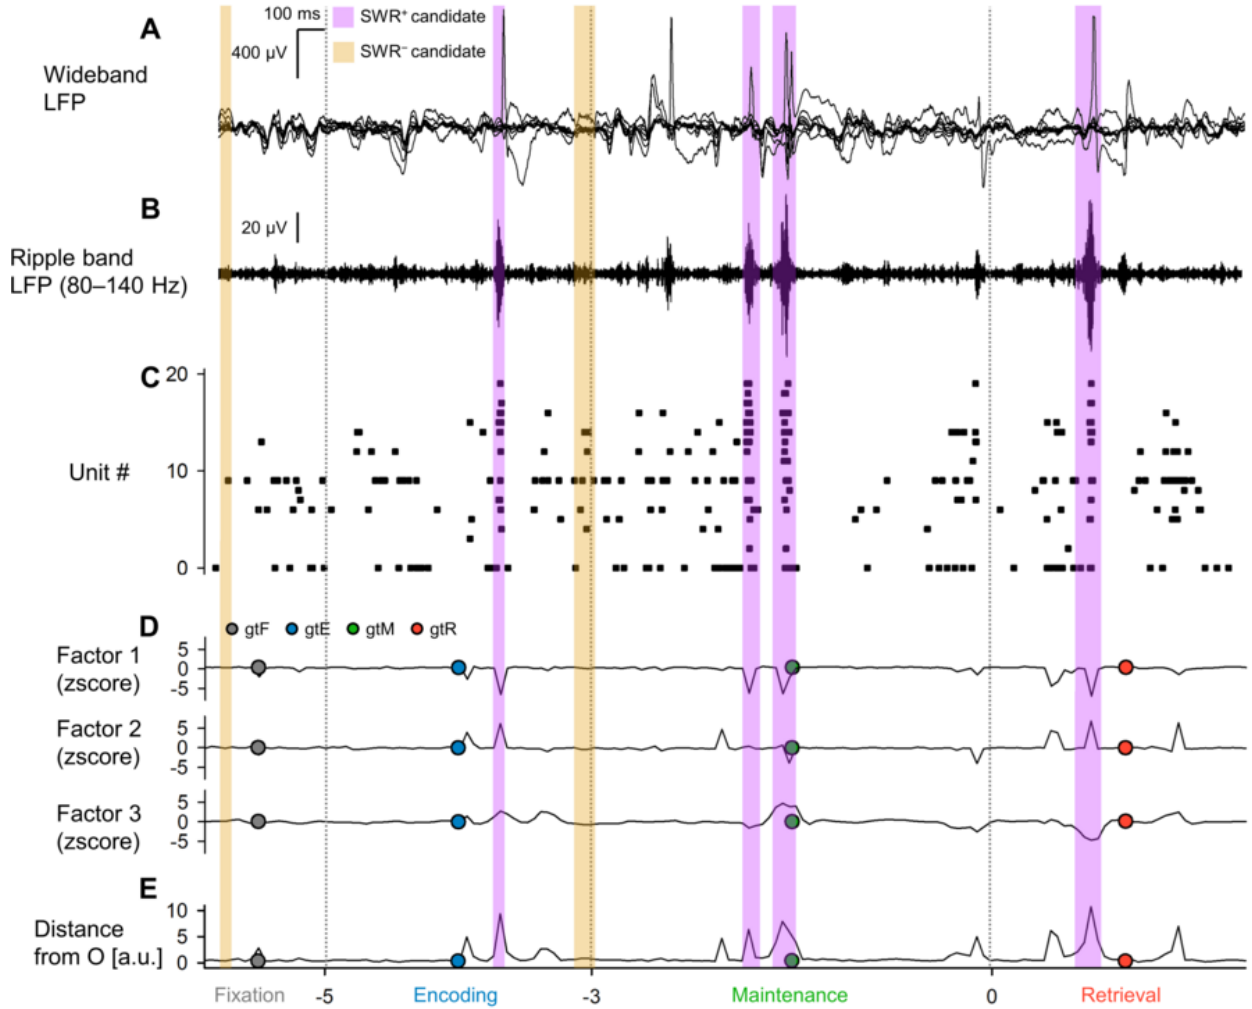 A
100 ms
400 µV
SWR⁺ candidate
SWR⁻ candidate
Wideband
LFP
B
20 µV
Ripple band
LFP (80–140 Hz)
C
20
10
0
Unit #
D
gtF gtE gtM gtR
Factor 1
(zscore)
5
0
-5
Factor 2
(zscore)
5
0
-5
Factor 3
(zscore)
5
0
-5
E
Distance
from O [a.u.]
10
5
0
Fixation -5 Encoding -3 Maintenance 0 Retrieval